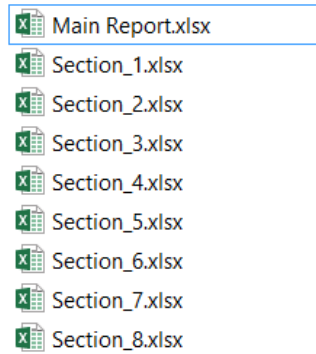 Main Report.xlsx
Section_1.xlsx
Section_2.xlsx
Section_3.xlsx
Section_4.xlsx
Section_5.xlsx
Section_6.xlsx
Section_7.xlsx
Section_8.xlsx